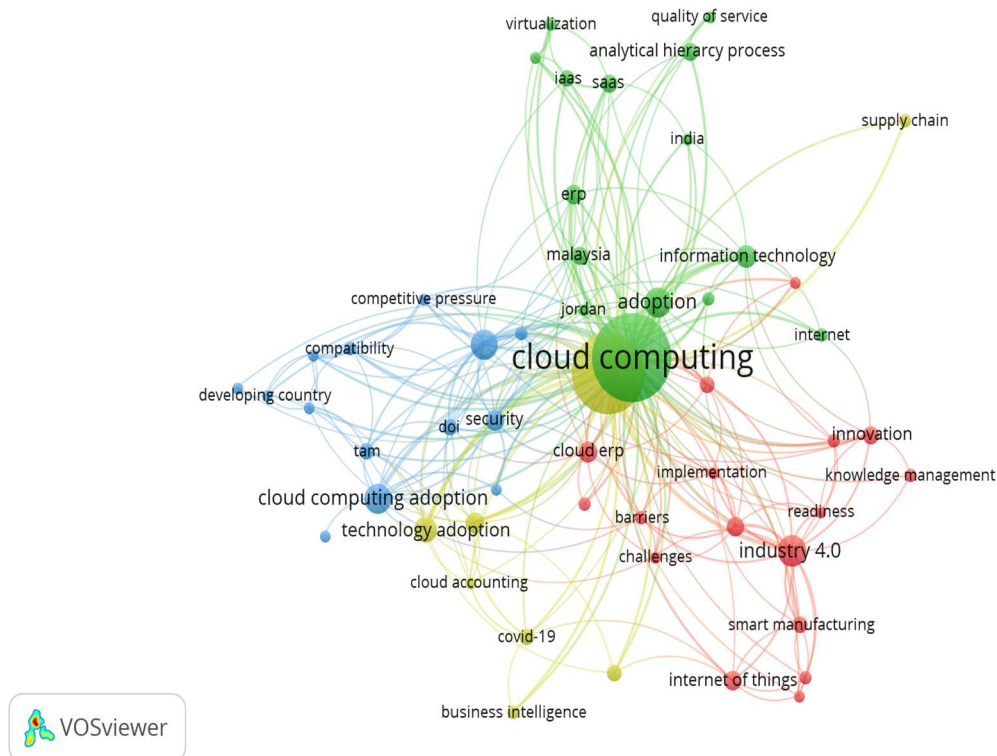 virtualization
quality of service
analytical hierarcy process
iaas
saas
supply chain
india
erp
malaysia
information technology
competitive pressure
adoption
jordan
internet
compatibility
cloud computing
developing country
doi
security
innovation
tam
cloud erp
implementation
knowledge management
cloud computing adoption
readiness
barriers
technology adoption
challenges
industry 4.0
cloud accounting
smart manufacturing
covid-19
internet of things
business intelligence
VOSviewer